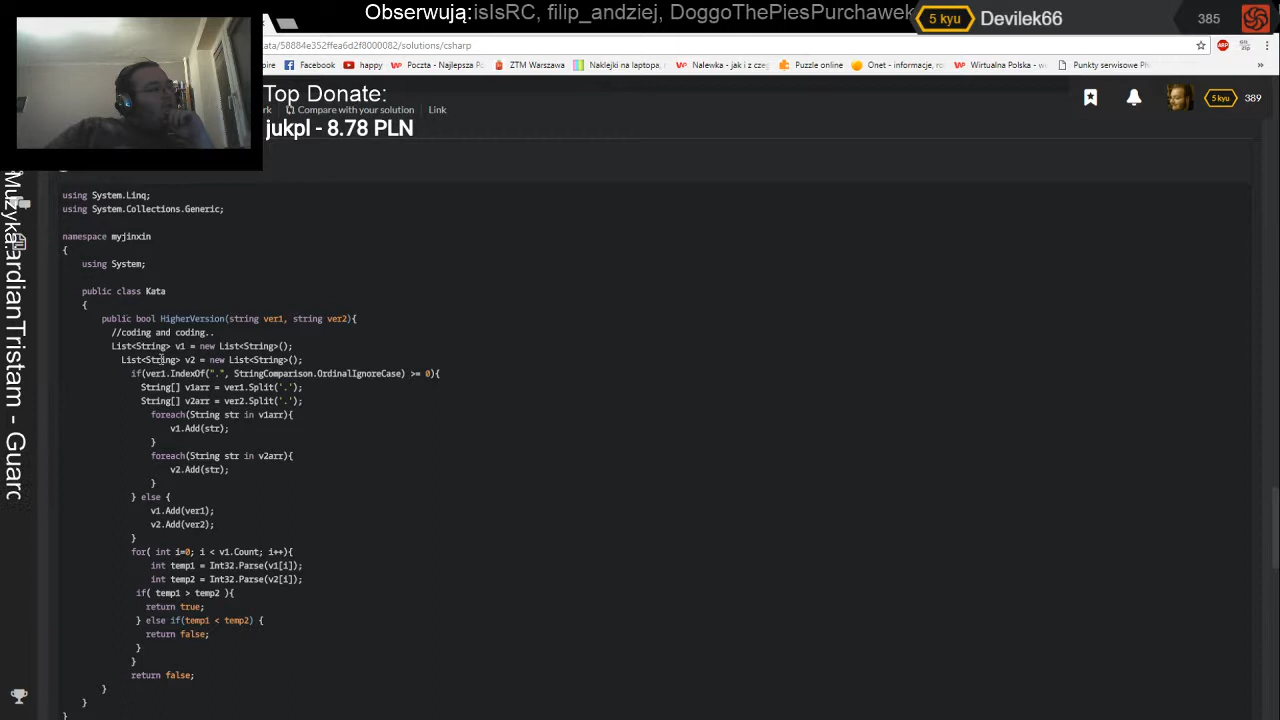 Obserwują:isIsRC, filip_andziej, DoggoThePiesPurchawek
5 kyu Devilek66 385
kata/58884e352ffea6d2f8000082/solutions/csharp
Facebook happy Poczta - Najlepsza Po ZTM Warszawa Naklejki na laptopa, Nalewka - jak i z czeg Puzzle online Onet - informacje, ro Wirtualna Polska - w Punkty serwisowe Ph »
Top Donate:
Compare with your solution Link
5 kyu 389
jukpl - 8.78 PLN
using System.Linq;
using System.Collections.Generic;
namespace myjinxin
{
using System;
public class Kata
{
public bool HigherVersion(string ver1, string ver2){
//coding and coding..
List<String> v1 = new List<String>();
List<String> v2 = new List<String>();
if(ver1.IndexOf(".", StringComparison.OrdinalIgnoreCase) >= 0){
String[] v1arr = ver1.Split('.');
String[] v2arr = ver2.Split('.');
foreach(String str in v1arr){
v1.Add(str);
}
foreach(String str in v2arr){
v2.Add(str);
}
} else {
v1.Add(ver1);
v2.Add(ver2);
}
for( int i=0; i < v1.Count; i++){
int temp1 = Int32.Parse(v1[i]);
int temp2 = Int32.Parse(v2[i]);
if( temp1 > temp2 ){
return true;
} else if(temp1 < temp2) {
return false;
}
}
return false;
}
}
}
ardianTristam - Guard